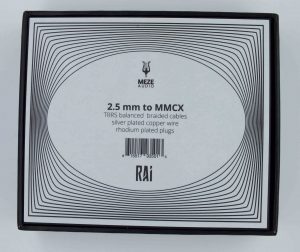 MEZE
AUDIO
2.5 mm to MMCX
TRRS balanced braided cables
silver plated copper wire
rhodium plated plugs
RAI